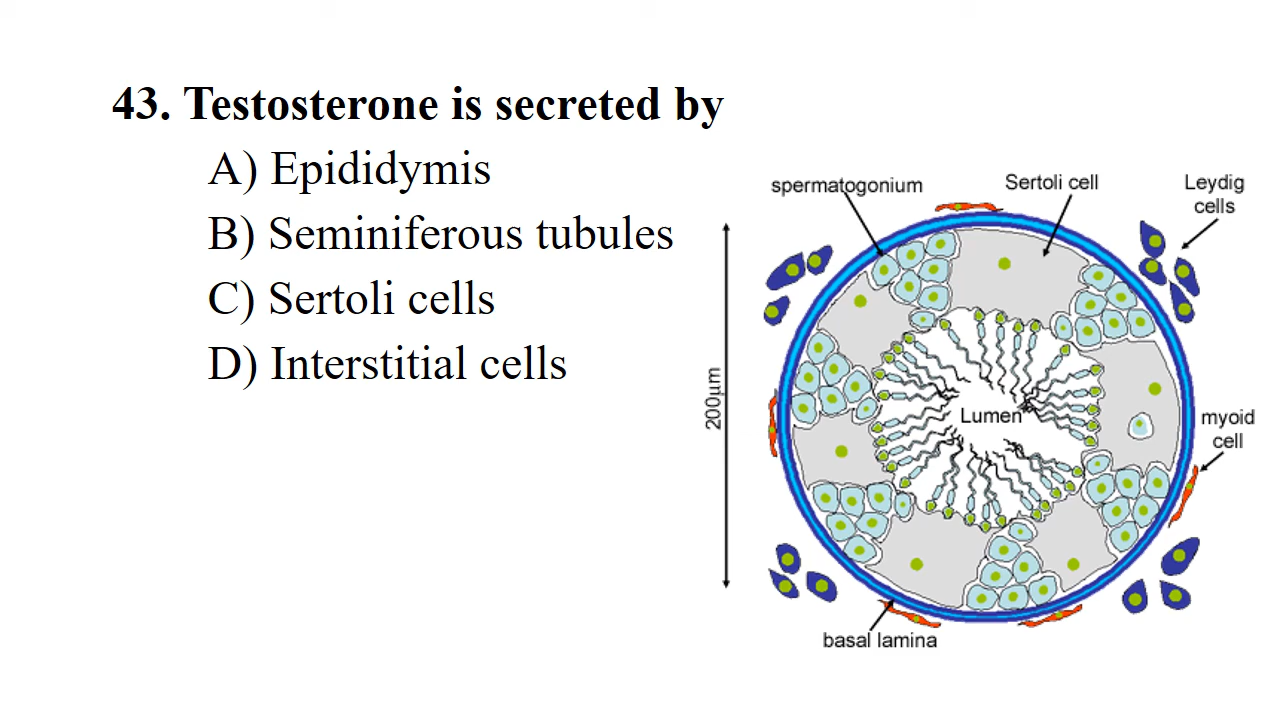 43. Testosterone is secreted by
A) Epididymis
B) Seminiferous tubules
C) Sertoli cells
D) Interstitial cells
spermatogonium
Sertoli cell
Leydig
cells
200µm
Lumen
myoid
cell
basal lamina